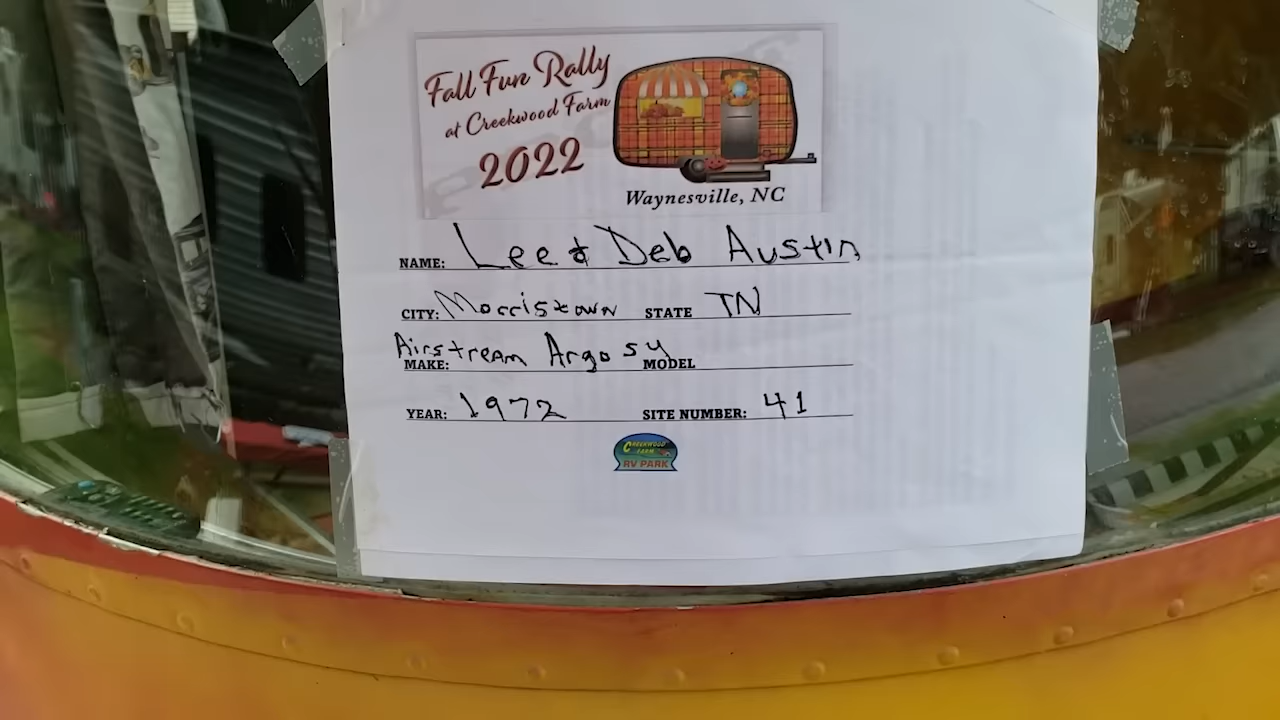 Fall Fun Rally
at Creekwood Farm
2022
Waynesville, NC
NAME: Lee & Deb Austin
CITY: Morristown STATE TN
MAKE: Airstream Argosy MODEL
YEAR: 1972 SITE NUMBER: 41
CREEKWOOD
FARM
RV PARK